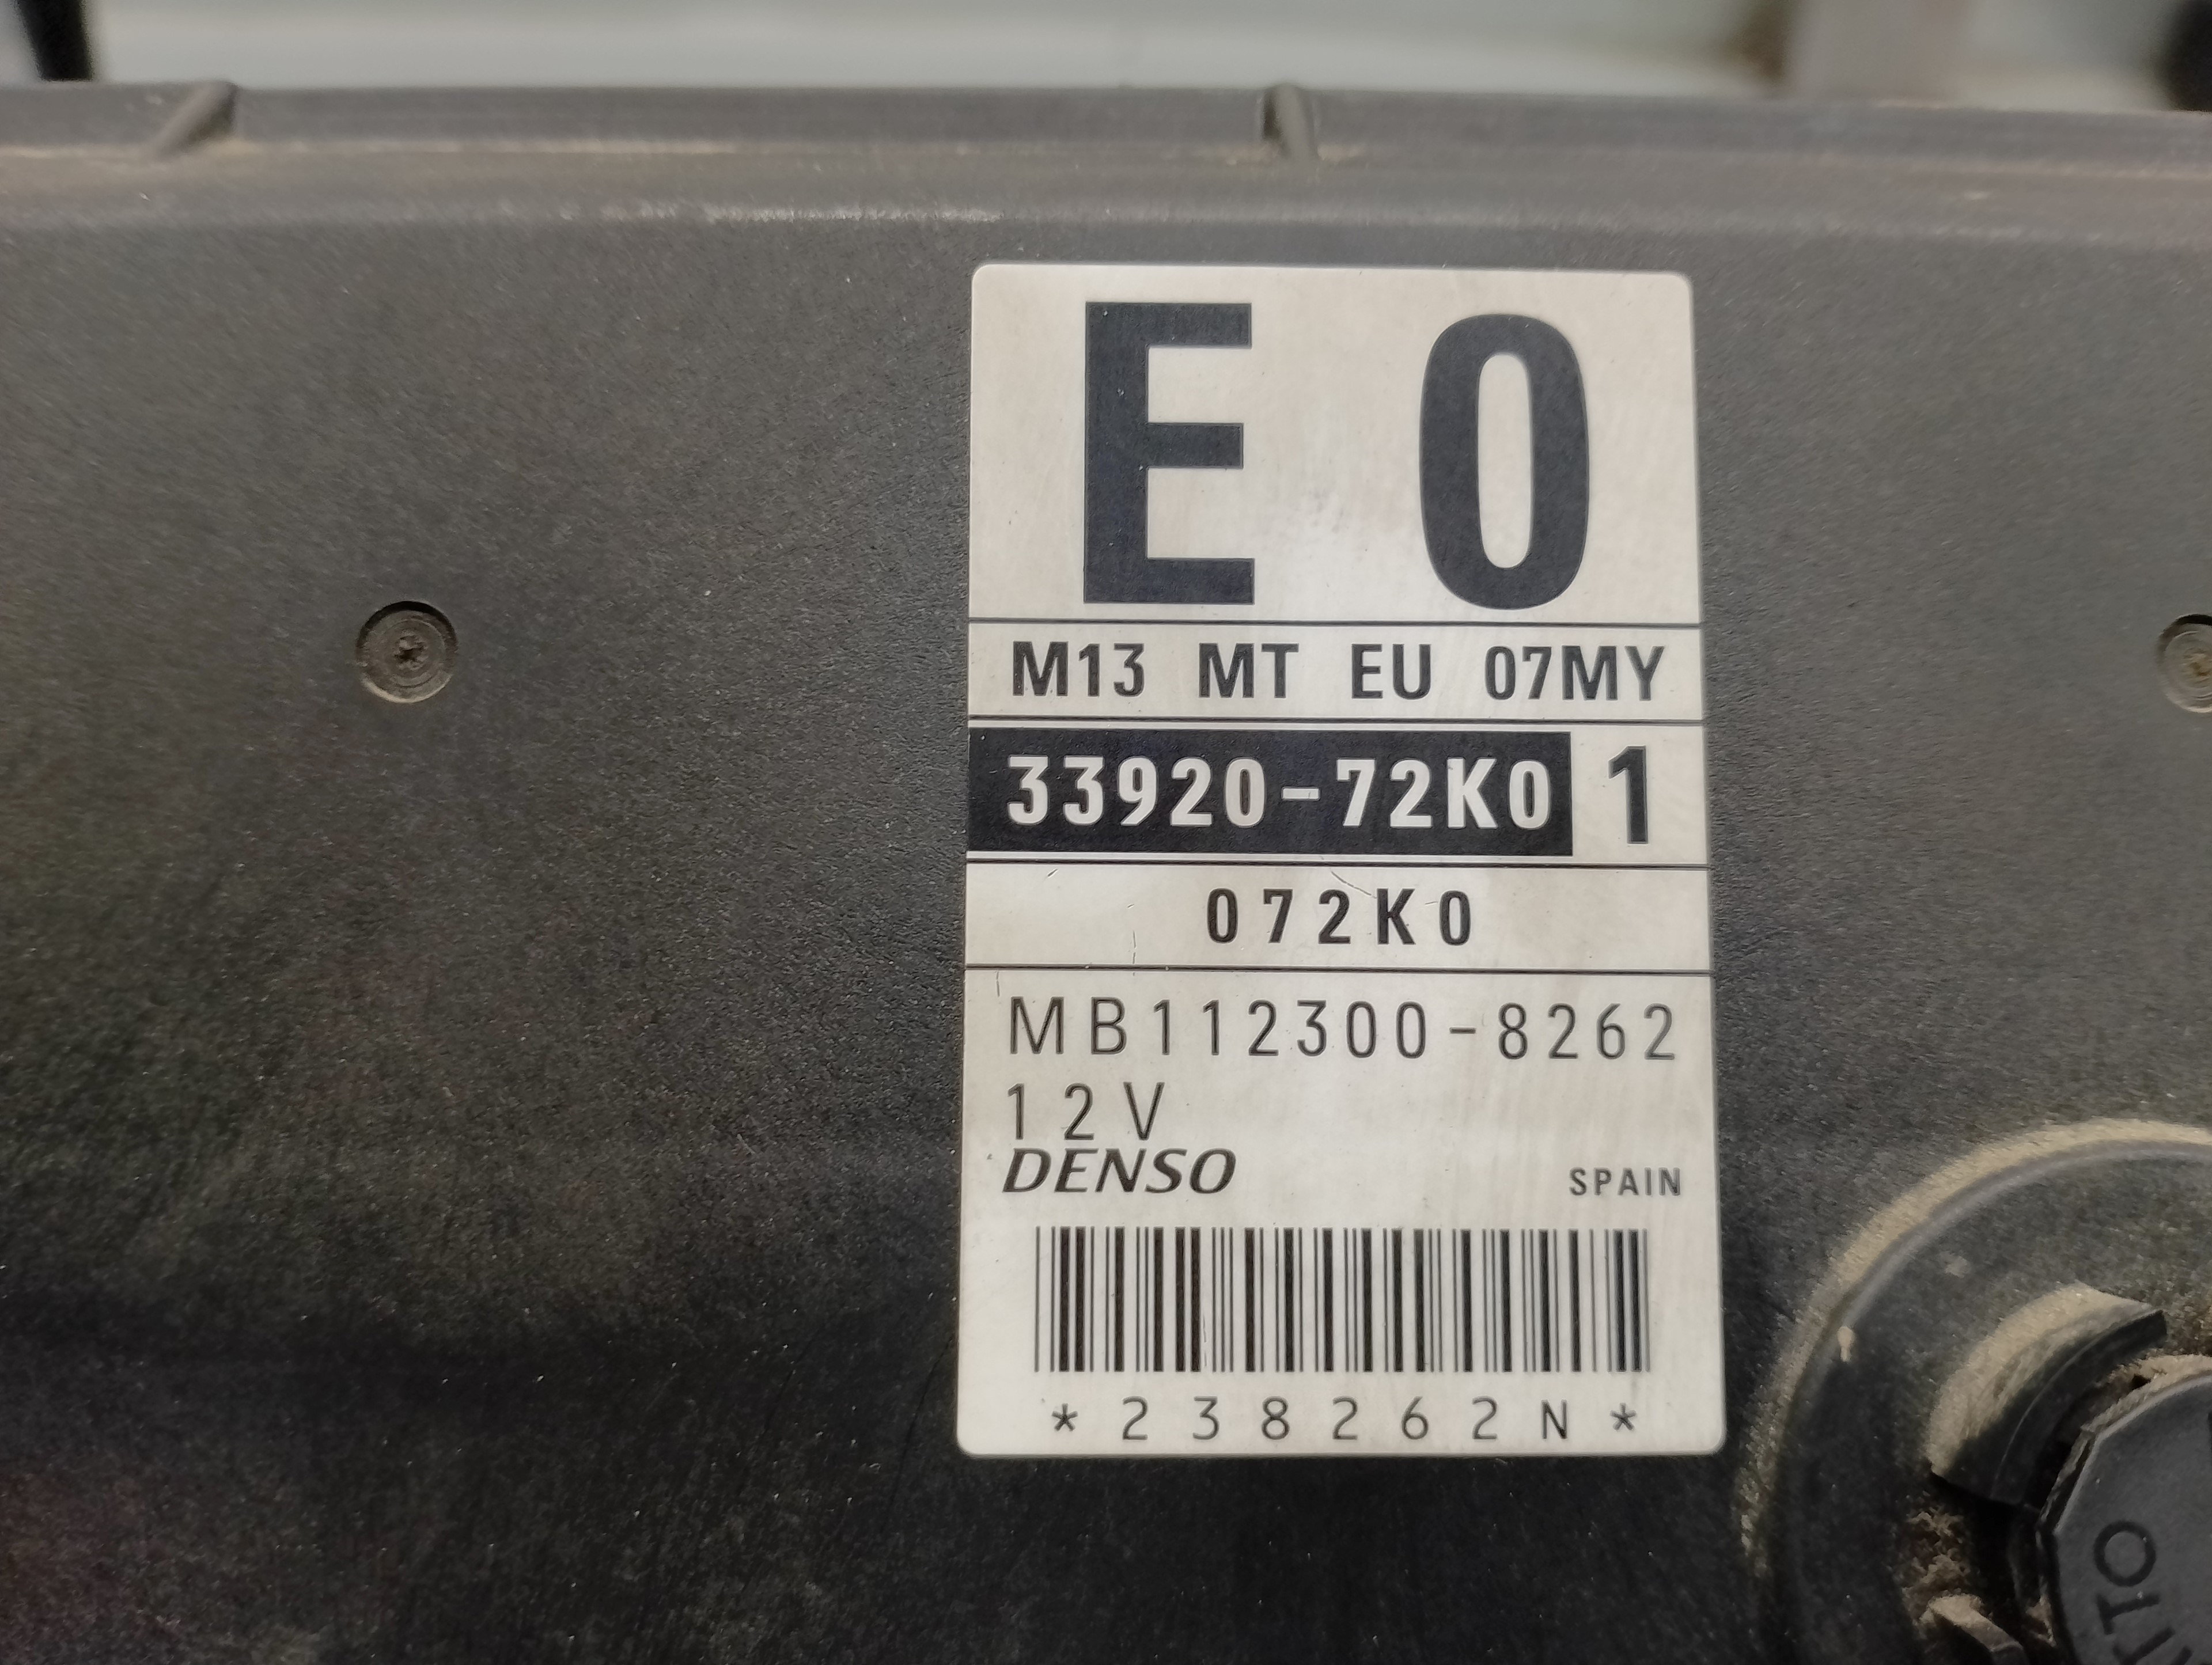 E 0
M13 MT EU 07MY
33920-72K0 1
072K0
MB112300-8262
12V
DENSO SPAIN
*238262N*